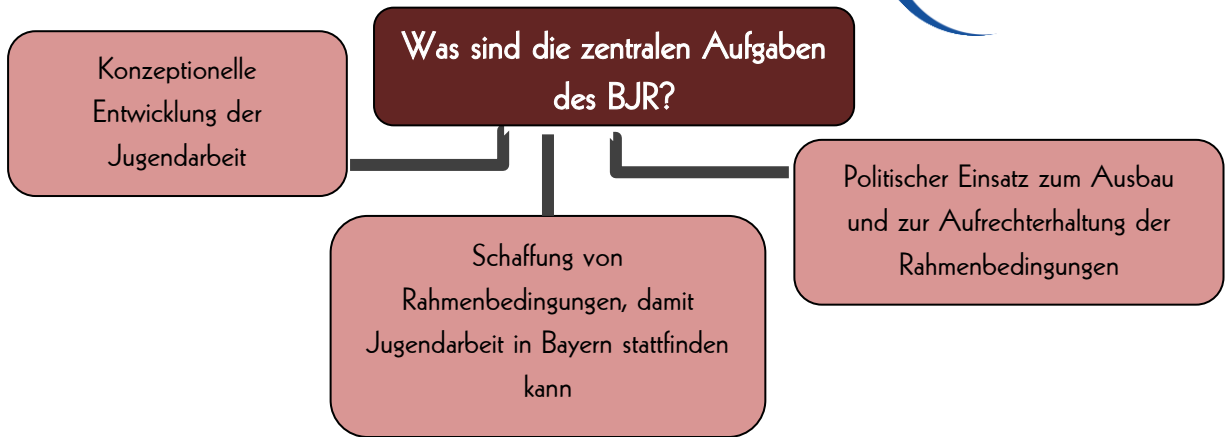 Was sind die zentralen Aufgaben
des BJR?
Konzeptionelle
Entwicklung der
Jugendarbeit
Schaffung von
Rahmenbedingungen, damit
Jugendarbeit in Bayern stattfinden
kann
Politischer Einsatz zum Ausbau
und zur Aufrechterhaltung der
Rahmenbedingungen